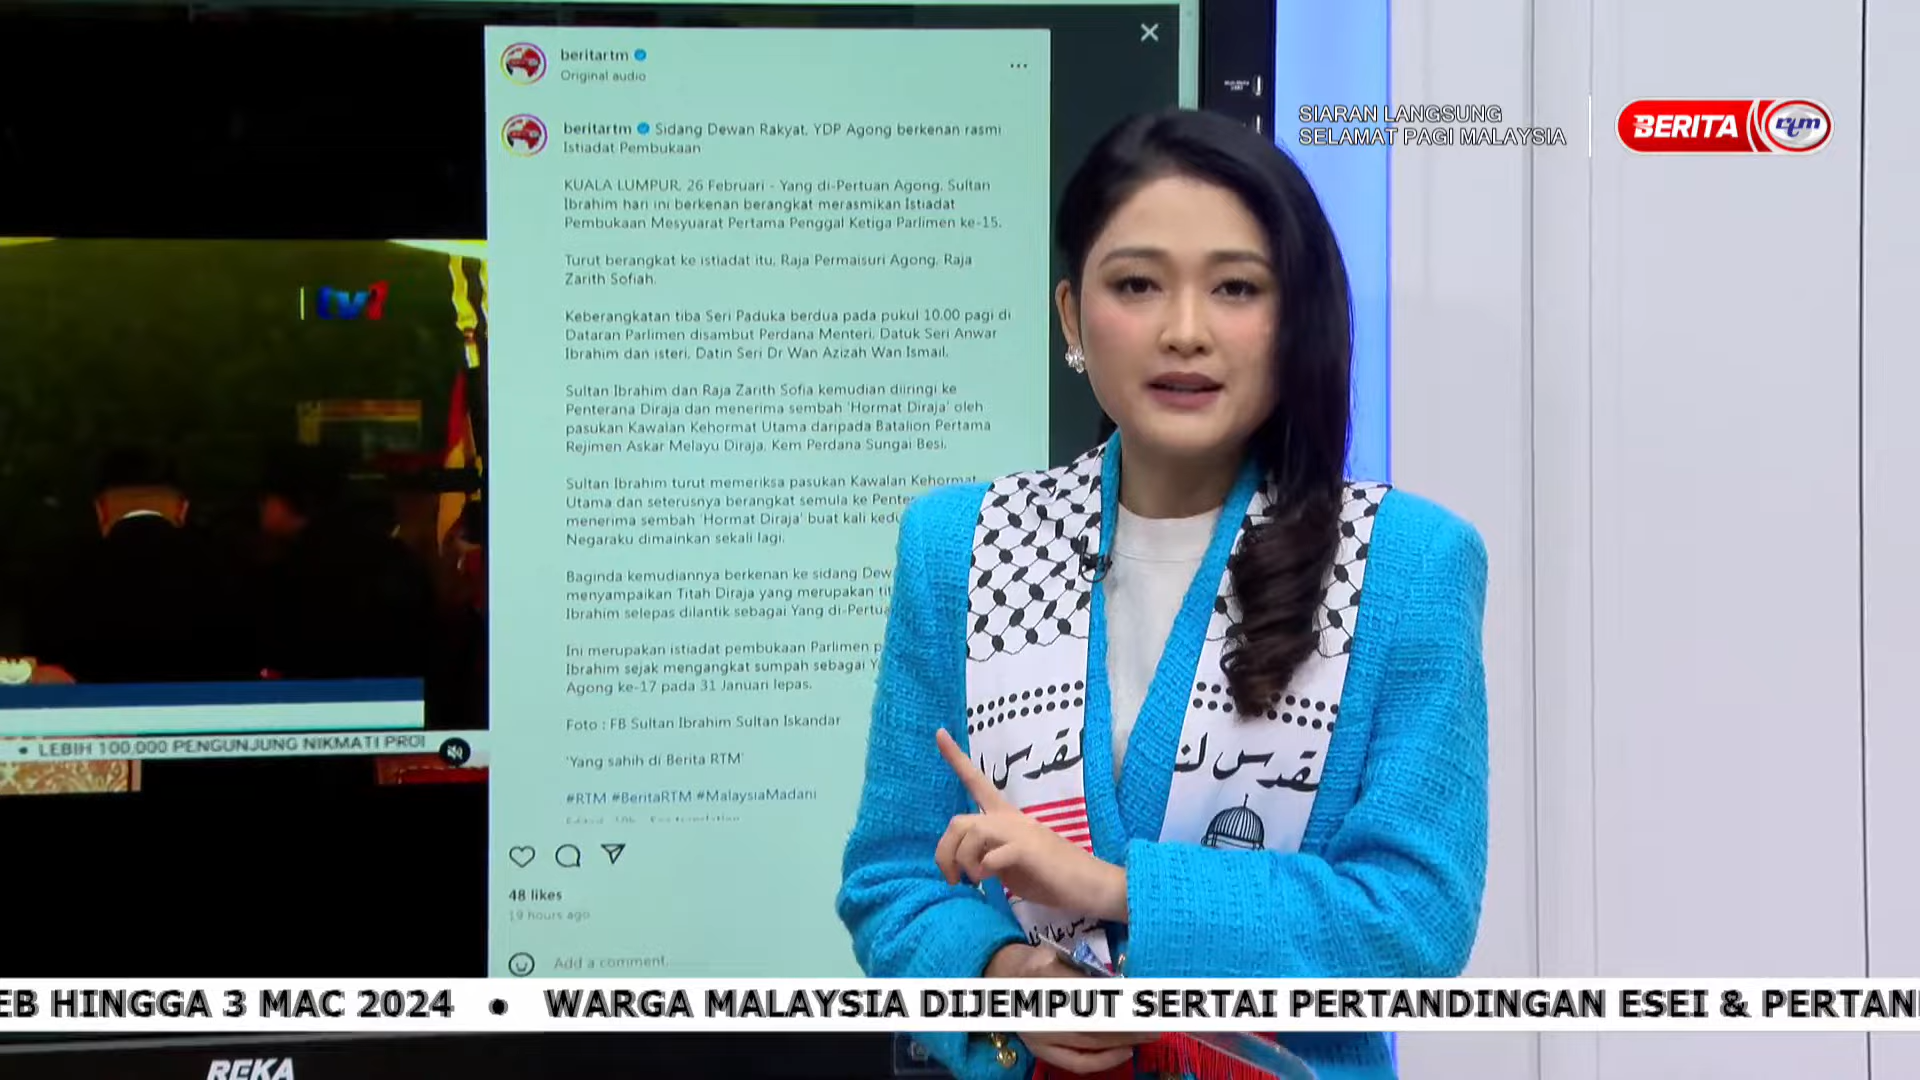 beritartm
Original audio
beritartm Sidang Dewan Rakyat, YDP Agong berkenan rasmi
Istiadat Pembukaan
KUALA LUMPUR, 26 Februari - Yang di-Pertuan Agong, Sultan
Ibrahim hari ini berkenan berangkat merasmikan Istiadat
Pembukaan Mesyuarat Pertama Penggal Ketiga Parlimen ke-15.
Turut berangkat ke istiadat itu, Raja Permaisuri Agong, Raja
Zarith Sofiah.
Keberangkatan tiba Seri Paduka berdua pada pukul 10.00 pagi di
Dataran Parlimen disambut Perdana Menteri, Datuk Seri Anwar
Ibrahim dan isteri, Datin Seri Dr Wan Azizah Wan Ismail.
Sultan Ibrahim dan Raja Zarith Sofia kemudian diiringi ke
Penterana Diraja dan menerima sembah 'Hormat Diraja' oleh
pasukan Kawalan Kehormat Utama daripada Batalion Pertama
Rejimen Askar Melayu Diraja, Kem Perdana Sungai Besi.
Sultan Ibrahim turut memeriksa pasukan Kawalan Kehormat
Utama dan seterusnya berangkat semula ke Penter
menerima sembah 'Hormat Diraja' buat kali kedu
Negaraku dimainkan sekali lagi.
Baginda kemudiannya berkenan ke sidang Dew
menyampaikan Titah Diraja yang merupakan tit
Ibrahim selepas dilantik sebagai Yang di-Pertua
Ini merupakan istiadat pembukaan Parlimen p
Ibrahim sejak mengangkat sumpah sebagai Y
Agong ke-17 pada 31 Januari lepas.
Foto : FB Sultan Ibrahim Sultan Iskandar
'Yang sahih di Berita RTM'
#RTM #BeritaRTM #MalaysiaMadani
48 likes
19 hours ago
Add a comment.
tv1
• LEBIH 100,000 PENGUNJUNG NIKMATI PRO
SIARAN LANGSUNG
SELAMAT PAGI MALAYSIA
BERITA rtm
EB HINGGA 3 MAC 2024 • WARGA MALAYSIA DIJEMPUT SERTAI PERTANDINGAN ESEI & PERTAN
REKA